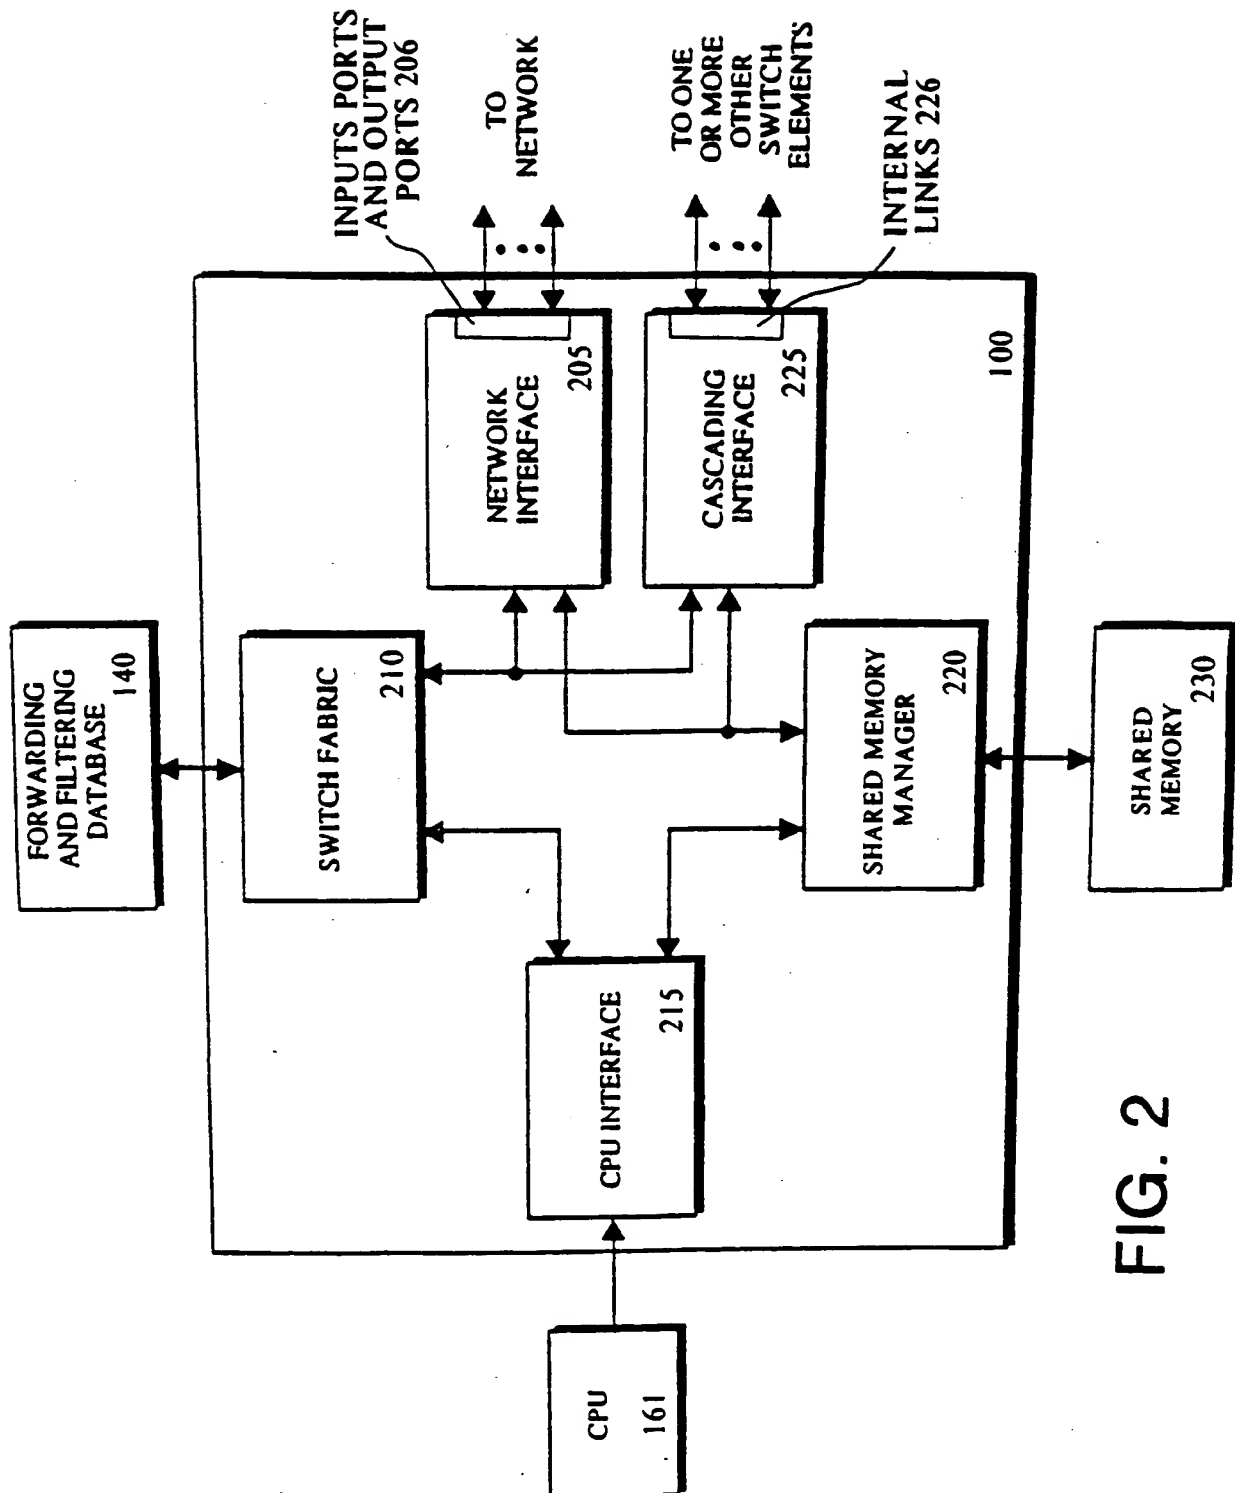 FORWARDING
AND FILTERING
DATABASE
140
SWITCH FABRIC
210
INPUTS PORTS
AND OUTPUT
PORTS 206
TO
NETWORK
NETWORK
INTERFACE
205
CPU
161
CPU INTERFACE
215
TO ONE
OR MORE
OTHER
SWITCH
ELEMENTS
CASCADING
INTERFACE
225
INTERNAL
LINKS 226
SHARED MEMORY
MANAGER
220
100
SHARED
MEMORY
230
FIG. 2